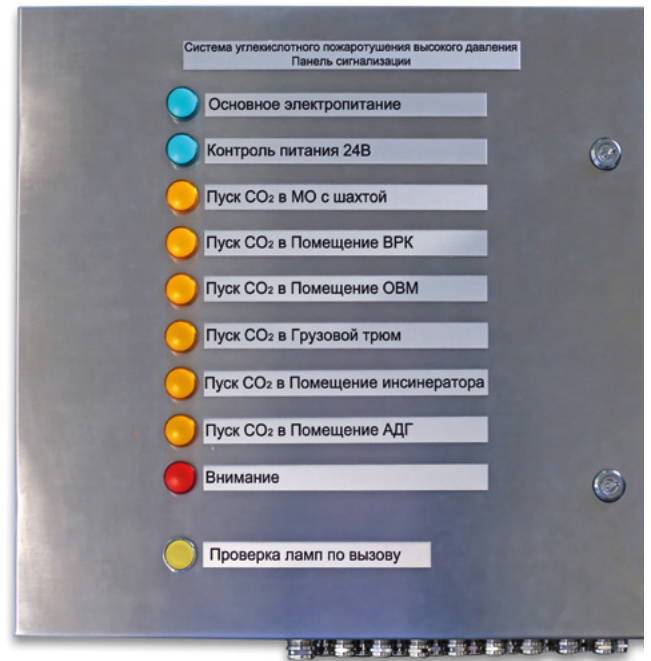 Система углекислотного пожаротушения высокого давления
Панель сигнализации
Основное электропитание
Контроль питания 24В
Пуск CO₂ в МО с шахтой
Пуск CO₂ в Помещение ВРК
Пуск CO₂ в Помещение ОВМ
Пуск CO₂ в Грузовой трюм
Пуск CO₂ в Помещение инсинератора
Пуск CO₂ в Помещение АДГ
Внимание
Проверка ламп по вызову